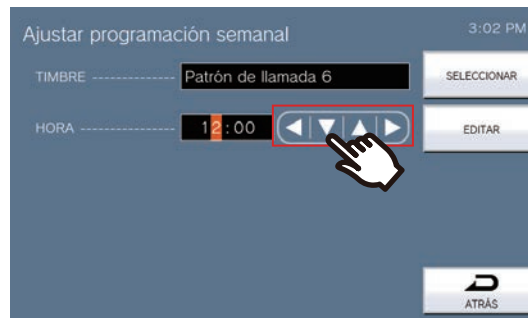 Ajustar programación semanal
3:02 PM
TIMBRE -------------- Patrón de llamada 6
SELECCIONAR
HORA ---------------- 12:00
EDITAR
ATRÁS